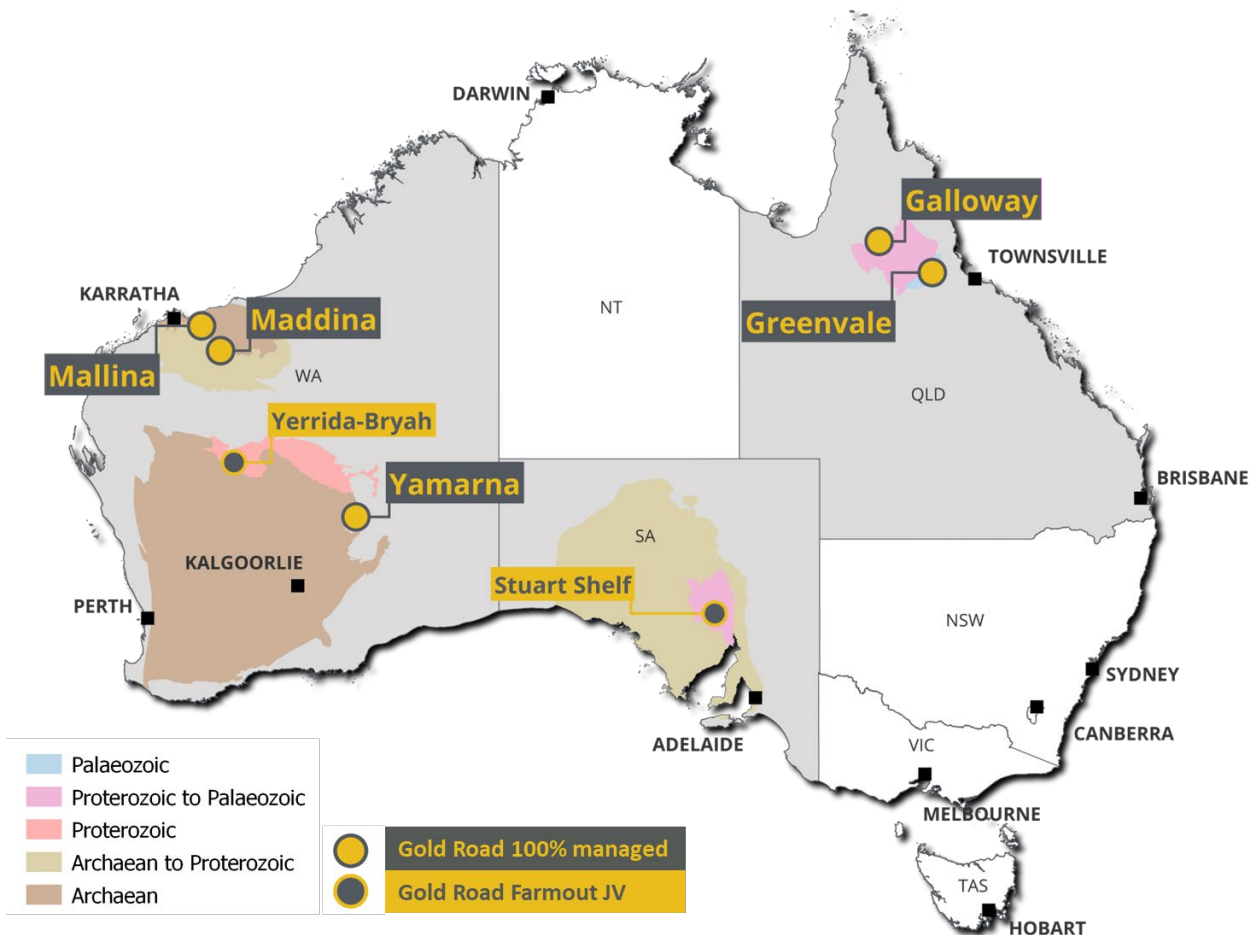 DARWIN
Galloway
TOWNSVILLE
KARRATHA
NT
Maddina
Greenvale
Mallina
WA
QLD
Yerrida-Bryah
Yamarna
BRISBANE
SA
KALGOORLIE
Stuart Shelf
PERTH
NSW
SYDNEY
CANBERRA
ADELAIDE
VIC
MELBOURNE
TAS
HOBART
Palaeozoic
Proterozoic to Palaeozoic
Proterozoic
Archaean to Proterozoic
Archaean
Gold Road 100% managed
Gold Road Farmout JV